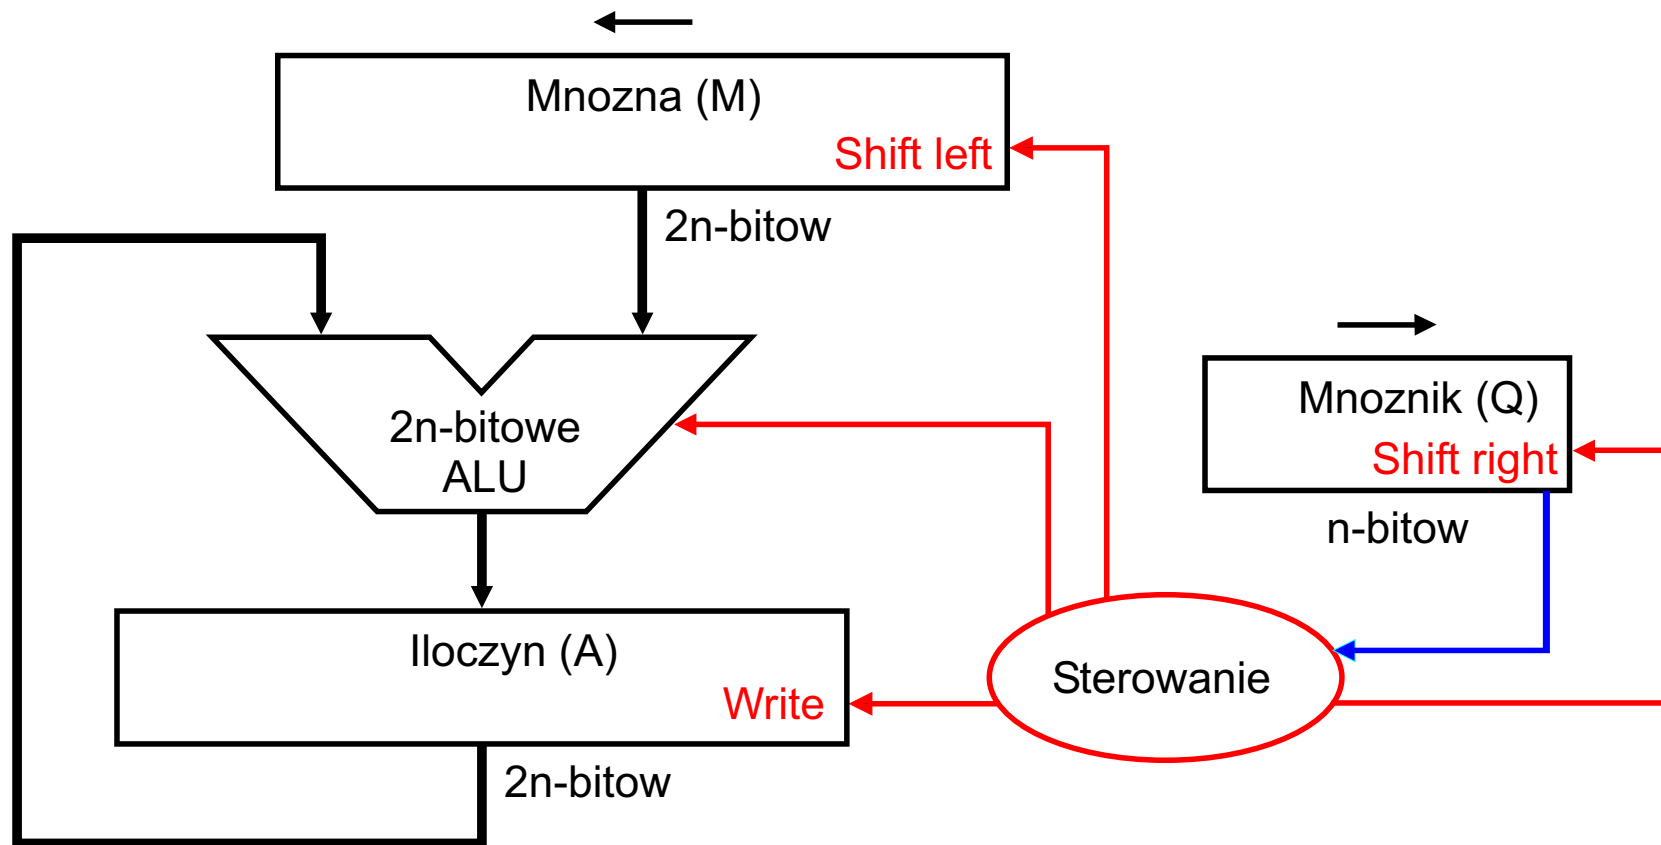 Mnozna (M)
Shift left
2n-bitow
2n-bitowe
ALU
Mnoznik (Q)
Shift right
n-bitow
Iloczyn (A)
Write
Sterowanie
2n-bitow